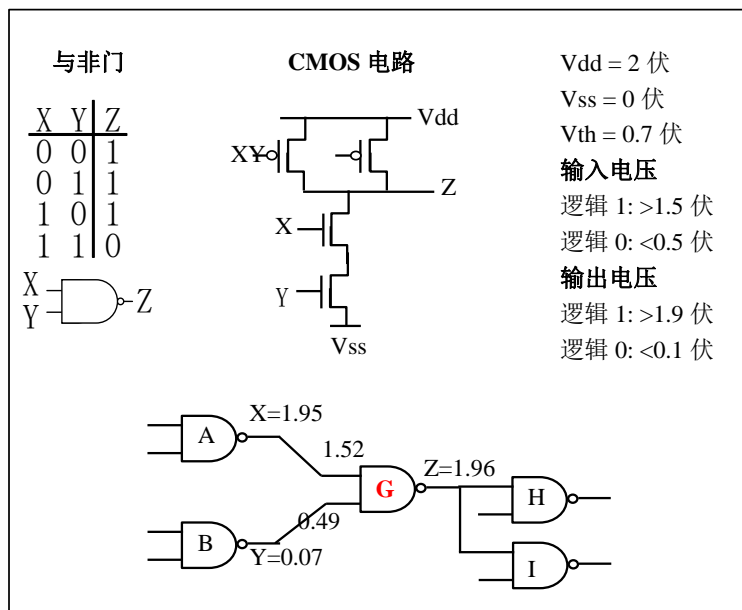 与非门
X Y Z
0 0 1
0 1 1
1 0 1
1 1 0
X
Y
Z
CMOS 电路
Vdd
XY
Z
X
Y
Vss
Vdd = 2 伏
Vss = 0 伏
Vth = 0.7 伏
输入电压
逻辑 1: >1.5 伏
逻辑 0: <0.5 伏
输出电压
逻辑 1: >1.9 伏
逻辑 0: <0.1 伏
A
X=1.95
1.52
G
Z=1.96
H
B
0.49
Y=0.07
I